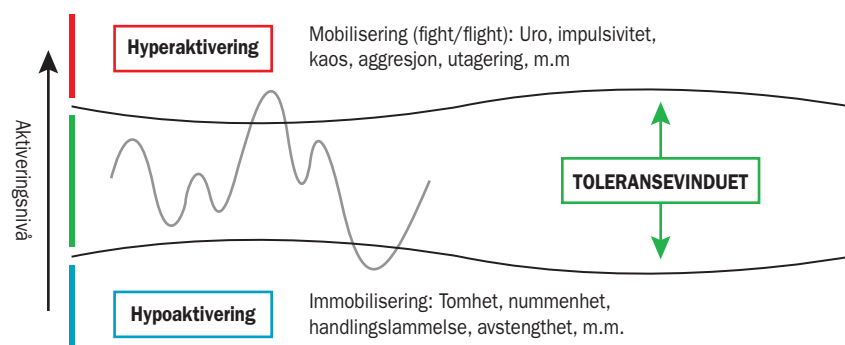 Hyperaktivering
Mobilisering (fight/flight): Uro, impulsivitet,
kaos, aggresjon, utagering, m.m
Aktiveringsnivå
TOLERANSEVINDUET
Hypoaktivering
Immobilisering: Tomhet, nummenhet,
handlingslammelse, avstengthet, m.m.